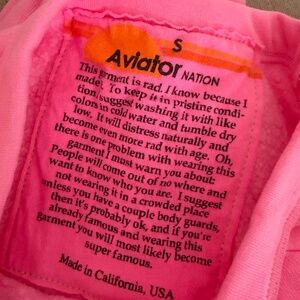 S
Aviator NATION
This garment is rad. I know because I
made it. To keep it in pristine condi-
tion, suggest washing it with like
colors in cold water and tumble dry
low. It will distress naturally and
become even more rad with age. Oh,
there is one problem with wearing this
garment I must warn you about:
People will come out of no where and
want to know who you are. I suggest
not wearing it in a crowded place
unless you have a couple body guards,
then it's probably ok, and if you're
already famous and wearing this
garment you will most likely become
super famous.
Made in California, USA